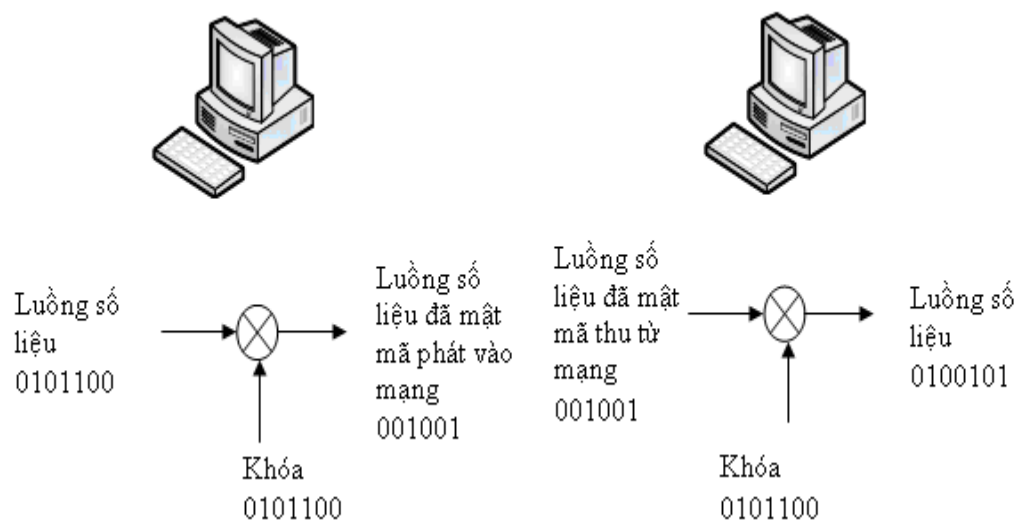 Luồng số
liệu
0101100
Luồng số
liệu đã mật
mã phát vào
mạng
001001
Khóa
0101100
Luồng số
liệu đã mật
mã thu từ
mạng
001001
Luồng số
liệu
0100101
Khóa
0101100